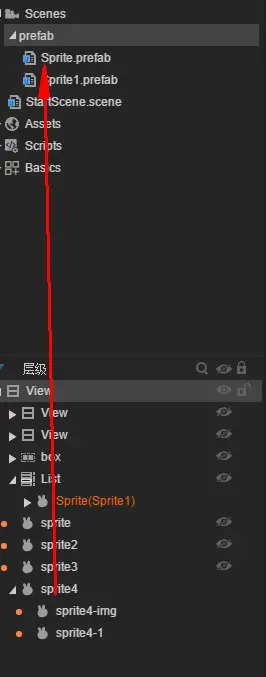 Scenes
prefab
Sprite.prefab
Sprite1.prefab
StartScene.scene
Assets
Scripts
Basics
层级
View
View
View
box
List
Sprite(Sprite1)
sprite
sprite2
sprite3
sprite4
sprite4-img
sprite4-1